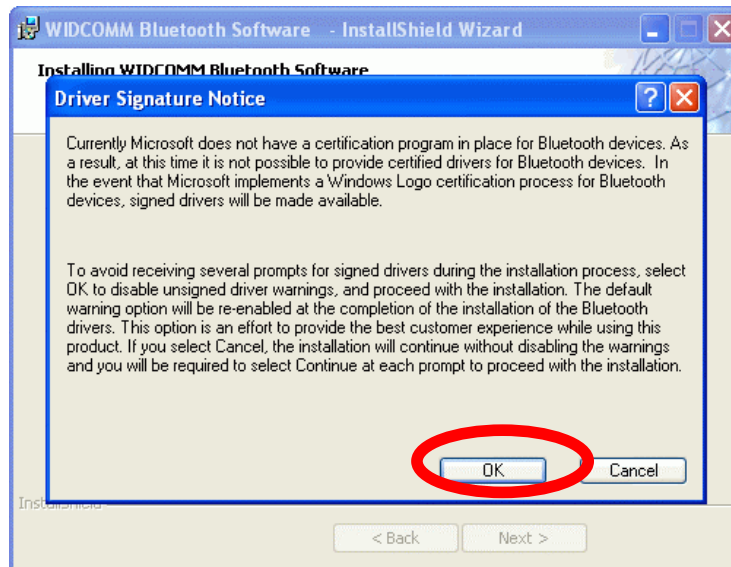 WIDCOMM Bluetooth Software - InstallShield Wizard
Installing WIDCOMM Bluetooth Software
Driver Signature Notice
Currently Microsoft does not have a certification program in place for Bluetooth devices. As
a result, at this time it is not possible to provide certified drivers for Bluetooth devices. In
the event that Microsoft implements a Windows Logo certification process for Bluetooth
devices, signed drivers will be made available.
To avoid receiving several prompts for signed drivers during the installation process, select
OK to disable unsigned driver warnings, and proceed with the installation. The default
warning option will be re-enabled at the completion of the installation of the Bluetooth
drivers. This option is an effort to provide the best customer experience while using this
product. If you select Cancel, the installation will continue without disabling the warnings
and you will be required to select Continue at each prompt to proceed with the installation.
OK Cancel
InstallShield
< Back Next >